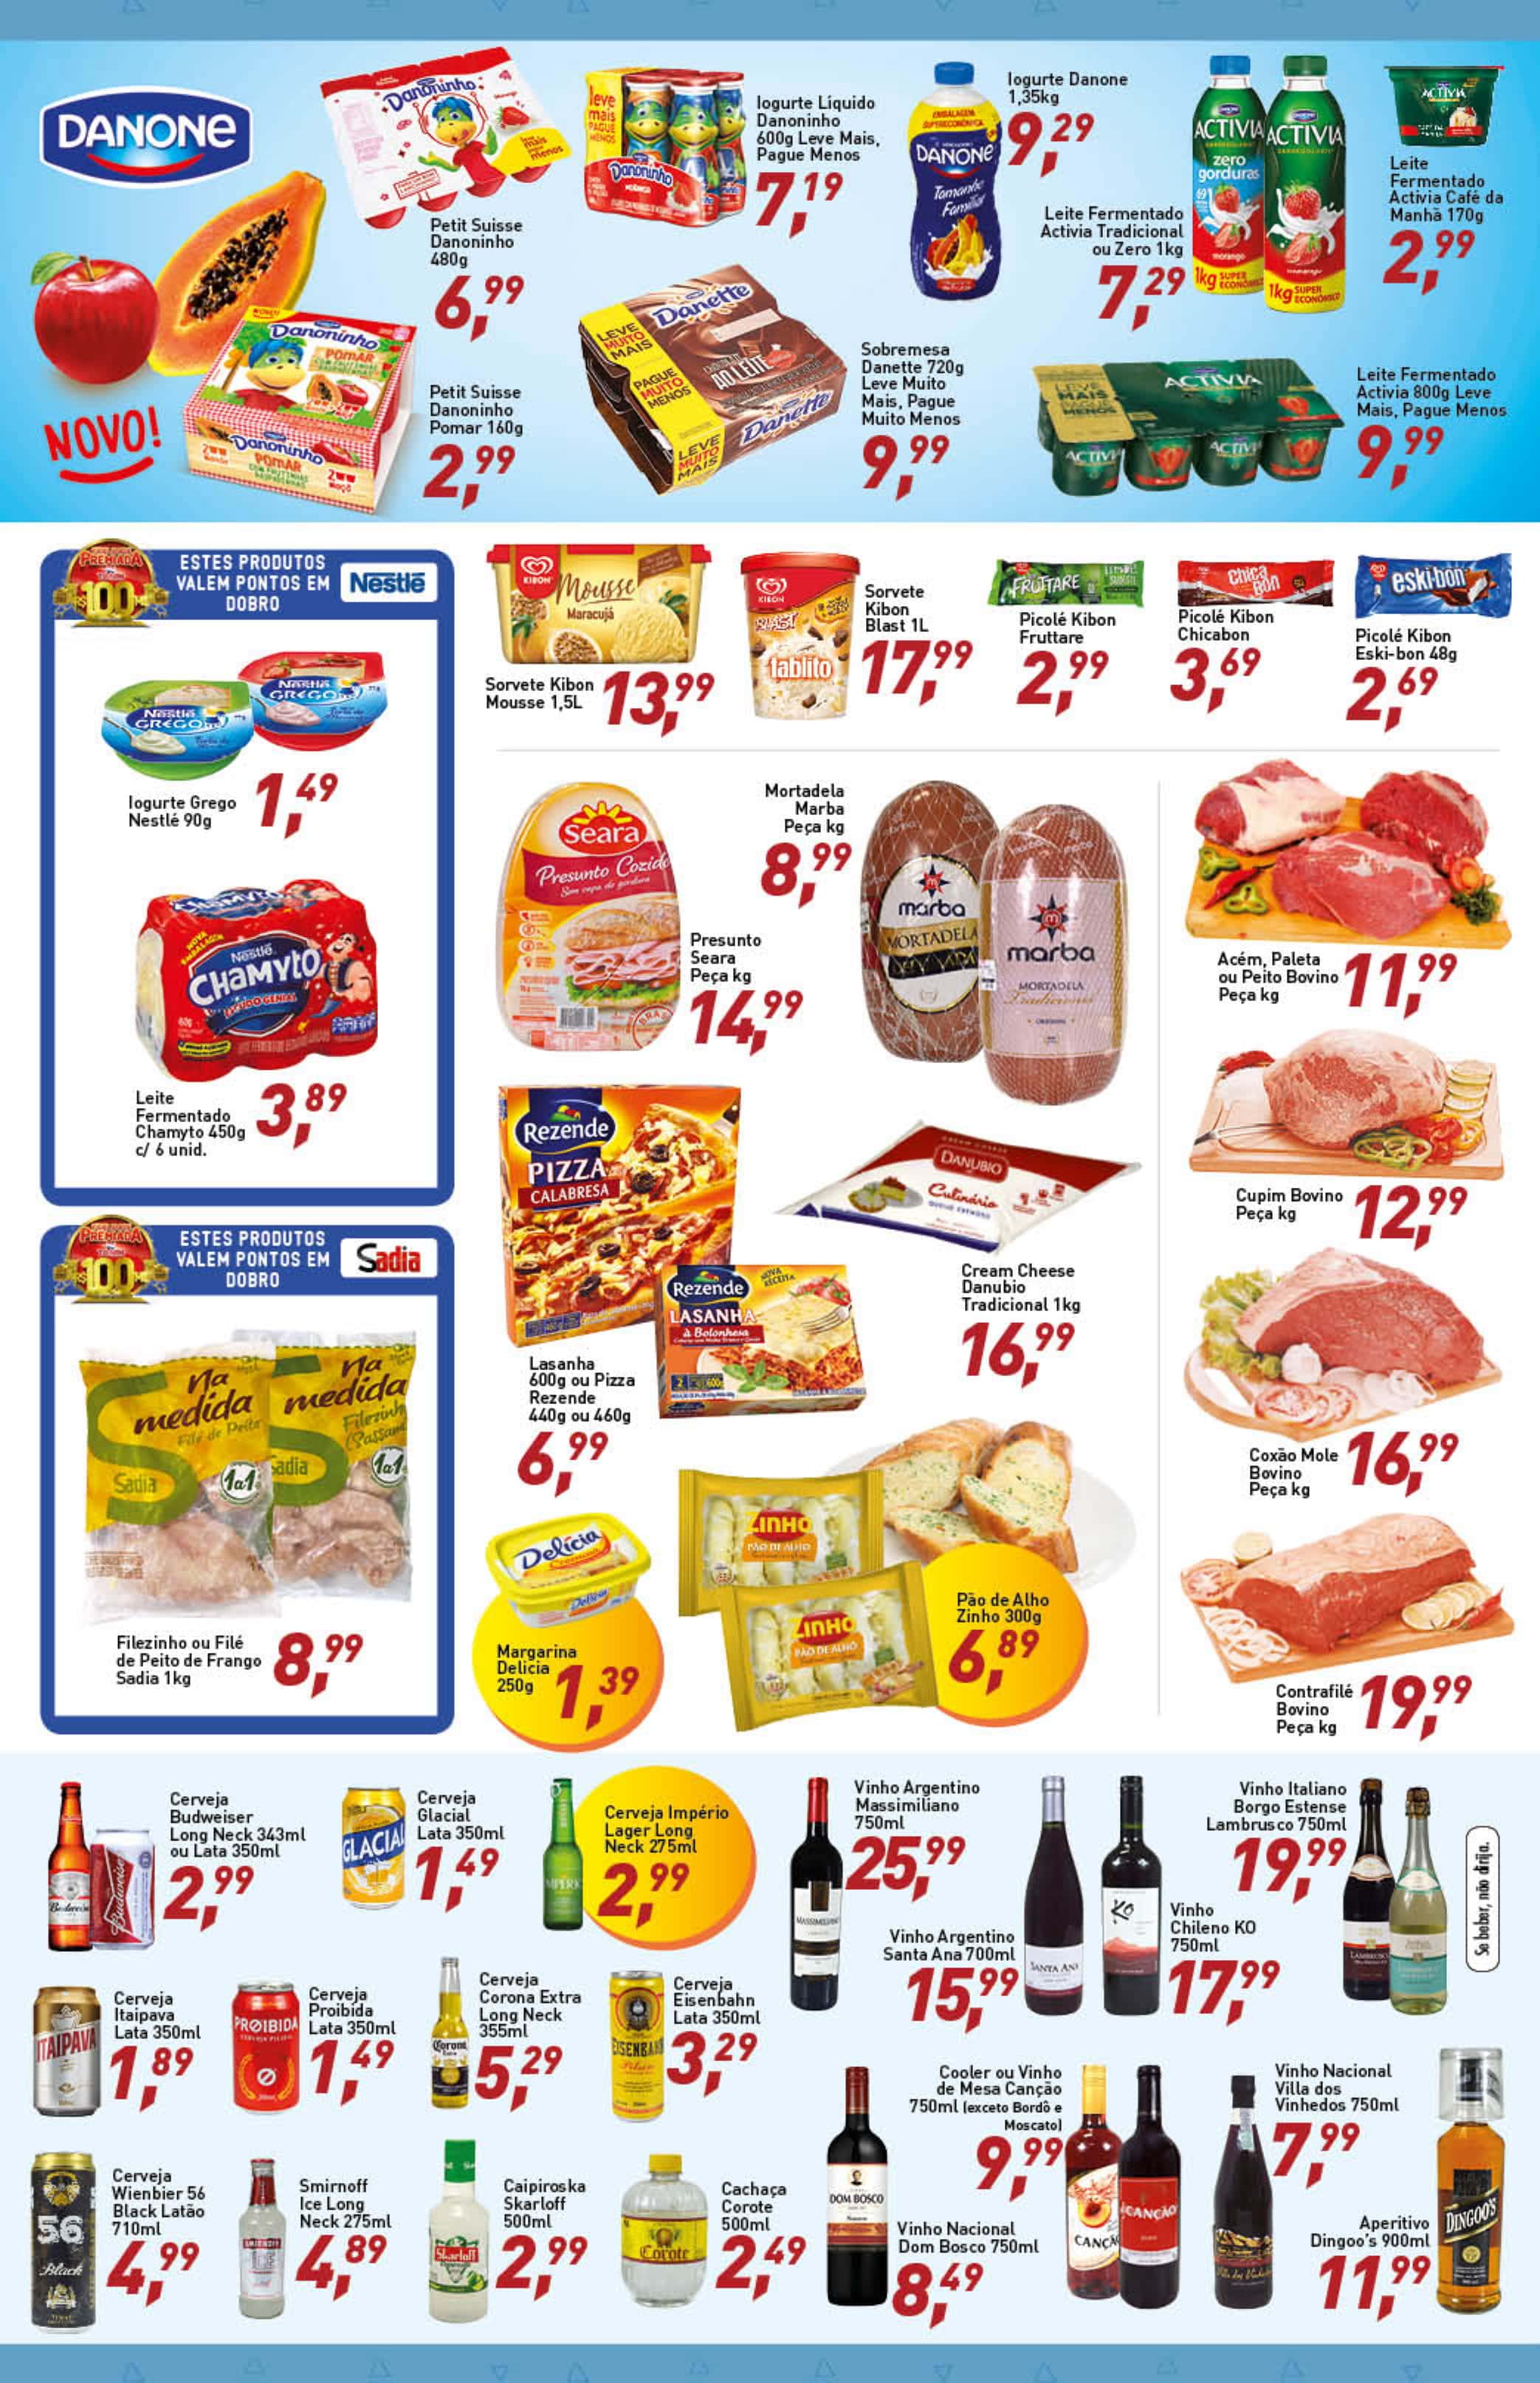 DANONE
Petit Suisse
Danoninho
480g
6,99
Iogurte Líquido
Danoninho
600g Leve Mais,
Pague Menos
7,19
Iogurte Danone
1,35kg
9,29
Leite Fermentado
Activia Tradicional
ou Zero 1kg
7,29
Leite
Fermentado
Activia Café da
Manhã 170g
2,99
NOVO!
Petit Suisse
Danoninho
Pomar 160g
2,99
Sobremesa
Danette 720g
Leve Muito
Mais, Pague
Muito Menos
9,99
Leite Fermentado
Activia 800g Leve
Mais, Pague Menos
9,99
ESTES PRODUTOS
VALEM PONTOS EM
DOBRO
Nestlé
Iogurte Grego
Nestlé 90g
1,49
Leite
Fermentado
Chamyto 450g
c/ 6 unid.
3,89
ESTES PRODUTOS
VALEM PONTOS EM
DOBRO
Sadia
Filezinho ou Filé
de Peito de Frango
Sadia 1kg
8,99
Sorvete Kibon
Mousse 1,5L
13,99
Sorvete
Kibon
Blast 1L
17,99
Picolé Kibon
Fruttare
2,99
Picolé Kibon
Chicabon
3,69
Picolé Kibon
Eski-bon 48g
2,69
Mortadela
Marba
Peça kg
8,99
Presunto
Seara
Peça kg
14,99
Lasanha
600g ou Pizza
Rezende
440g ou 460g
6,99
Cream Cheese
Danubio
Tradicional 1kg
16,99
Margarina
Delicia
250g
1,39
Pão de Alho
Zinho 300g
6,89
Acém, Paleta
ou Peito Bovino
Peça kg
11,99
Cupim Bovino
Peça kg
12,99
Coxão Mole
Bovino
Peça kg
16,99
Contrafilé
Bovino
Peça kg
19,99
Cerveja
Budweiser
Long Neck 343ml
ou Lata 350ml
2,99
Cerveja
Glacial
Lata 350ml
1,49
Cerveja Império
Lager Long
Neck 275ml
2,99
Vinho Argentino
Massimiliano
750ml
25,99
Vinho Argentino
Santa Ana 700ml
15,99
Vinho
Chileno KO
750ml
17,99
Vinho Italiano
Borgo Estense
Lambrusco 750ml
19,99
Se beber, não dirija.
Cerveja
Itaipava
Lata 350ml
1,89
Cerveja
Proibida
Lata 350ml
1,49
Cerveja
Corona Extra
Long Neck
355ml
5,29
Cerveja
Eisenbahn
Lata 350ml
3,29
Cooler ou Vinho
de Mesa Canção
750ml (exceto Bordô e
Moscato)
9,99
Vinho Nacional
Villa dos
Vinhedos 750ml
7,99
Cerveja
Wienbier 56
Black Latão
710ml
4,99
Smirnoff
Ice Long
Neck 275ml
4,89
Caipiroska
Skarloff
500ml
2,99
Cachaça
Corote
500ml
2,49
Vinho Nacional
Dom Bosco 750ml
8,49
Aperitivo
Dingoo's 900ml
11,99